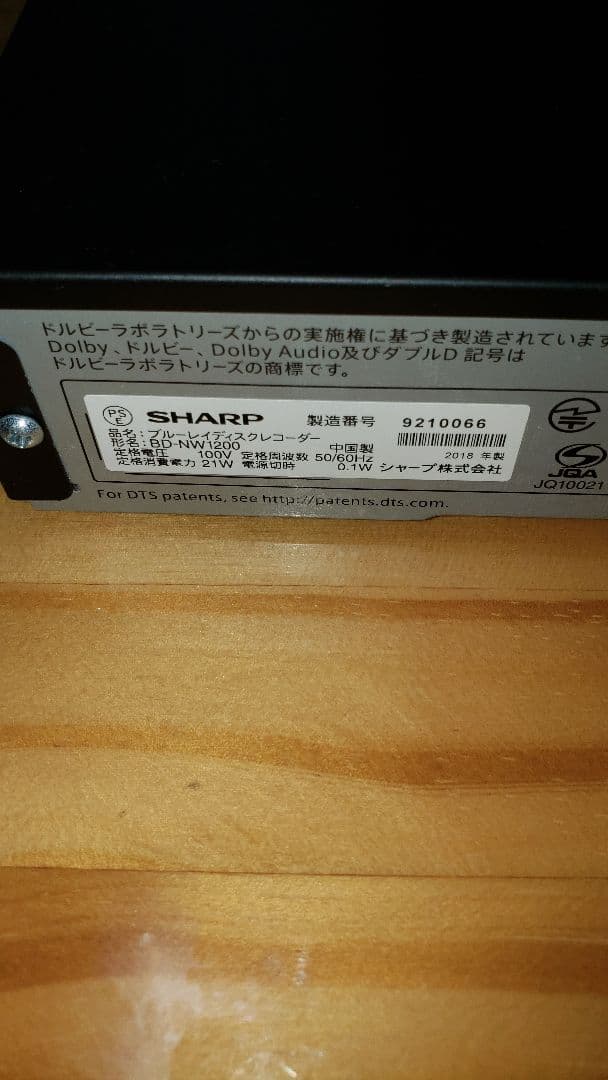 ドルビーラボラトリーズからの実施権に基づき製造されています
Dolby、ドルビー、Dolby Audio及びダブルD 記号は
ドルビーラボラトリーズの商標です。
PS
E
SHARP 製造番号 9210066
品名：ブルーレイディスクレコーダー
形名：BD-NW1200 中国製
定格電圧 100V 定格周波数 50/60Hz 2018 年製
定格消費電力 21W 電源切時 0.1W シャープ株式会社
JQA
JQ10021
For DTS patents, see http://patents.dts.com.